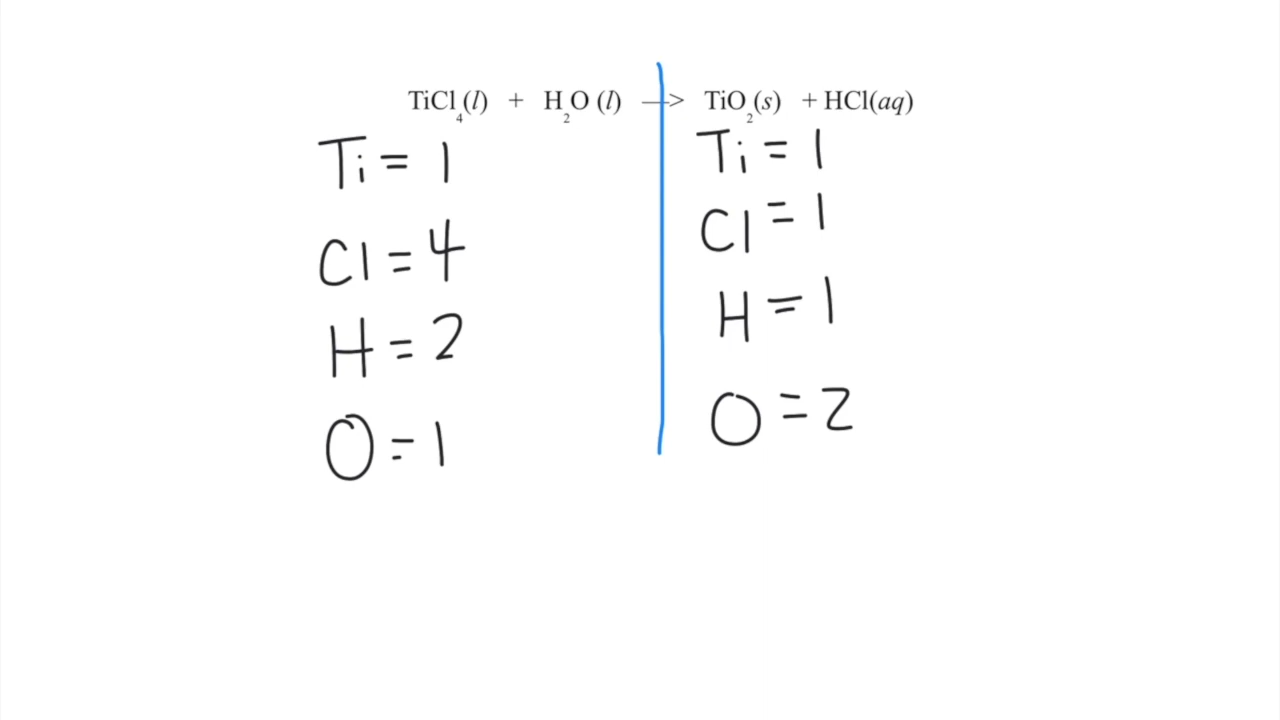 TiCl₄(l) + H₂O (l) —> TiO₂(s) + HCl(aq)
Ti = 1
Cl = 4
H = 2
O = 1
Ti = 1
Cl = 1
H = 1
O = 2